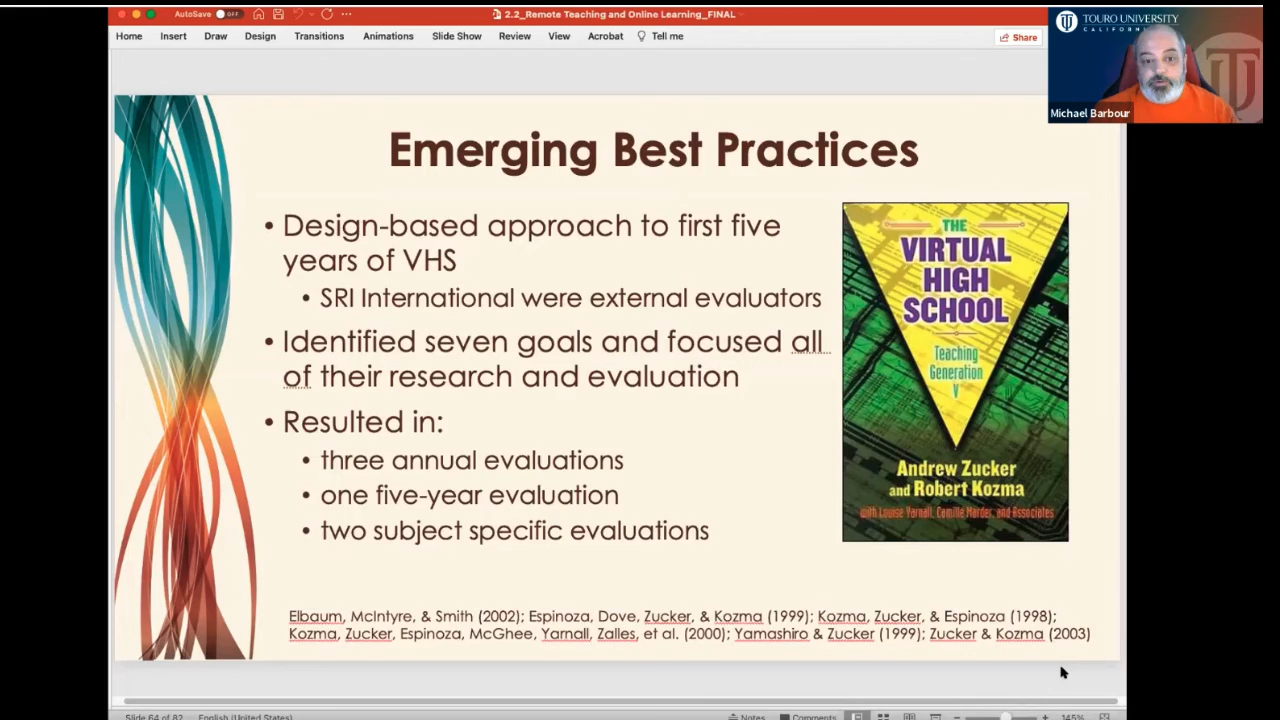 AutoSave OFF
2.2_Remote Teaching and Online Learning_FINAL
Home Insert Draw Design Transitions Animations Slide Show Review View Acrobat Tell me
Share
TOURO UNIVERSITY
CALIFORNIA
Michael Barbour
Emerging Best Practices
• Design-based approach to first five
years of VHS
• SRI International were external evaluators
• Identified seven goals and focused all
of their research and evaluation
• Resulted in:
• three annual evaluations
• one five-year evaluation
• two subject specific evaluations
THE
VIRTUAL
HIGH
SCHOOL
Teaching
Generation
V
Andrew Zucker
and Robert Kozma
with Louise Yarnall, Camille Marder, and Associates
Elbaum, McIntyre, & Smith (2002); Espinoza, Dove, Zucker, & Kozma (1999); Kozma, Zucker, & Espinoza (1998);
Kozma, Zucker, Espinoza, McGhee, Yarnall, Zalles, et al. (2000); Yamashiro & Zucker (1999); Zucker & Kozma (2003)
Slide 64 of 82 English (United States) Notes Comments 145%